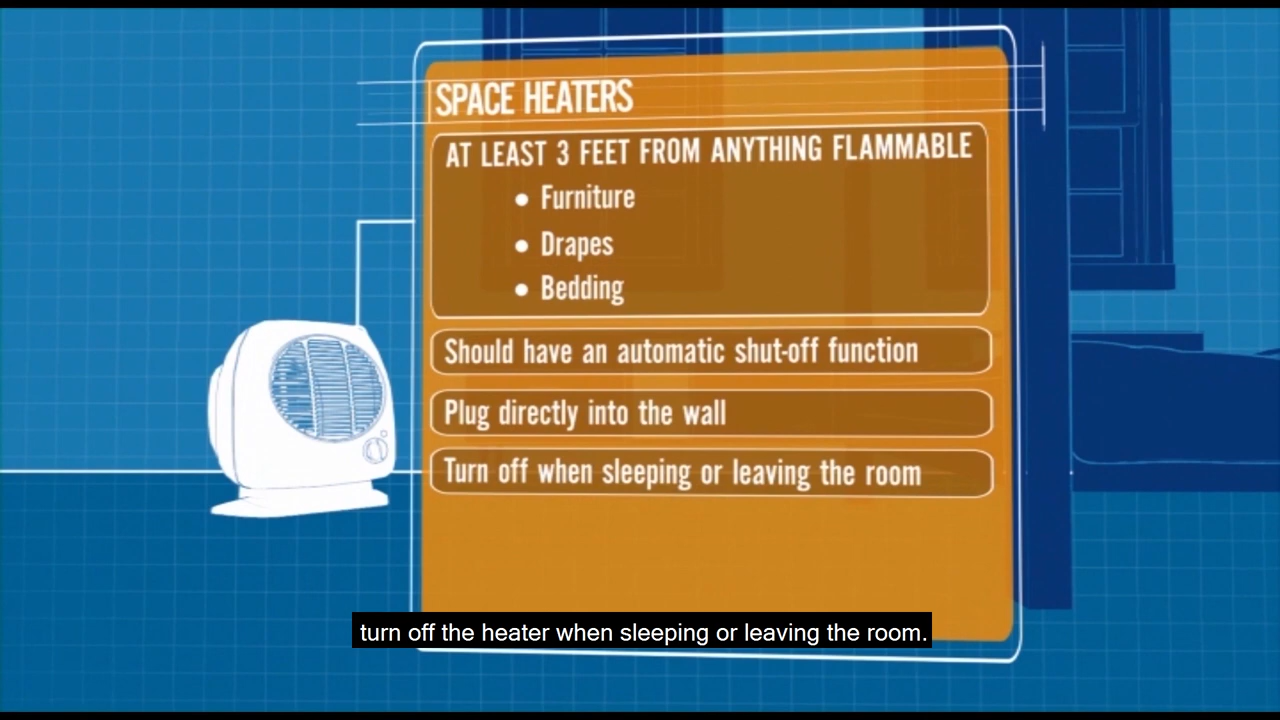 SPACE HEATERS
AT LEAST 3 FEET FROM ANYTHING FLAMMABLE
• Furniture
• Drapes
• Bedding
Should have an automatic shut-off function
Plug directly into the wall
Turn off when sleeping or leaving the room
turn off the heater when sleeping or leaving the room.